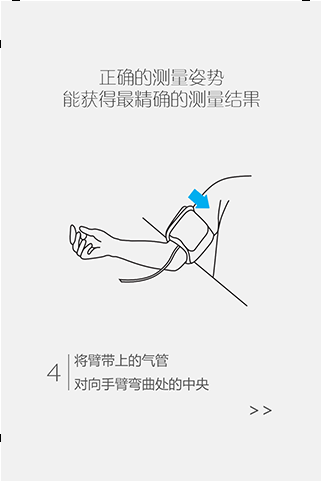 正确的测量姿势
能获得最精确的测量结果
4
将臂带上的气管
对向手臂弯曲处的中央
>>